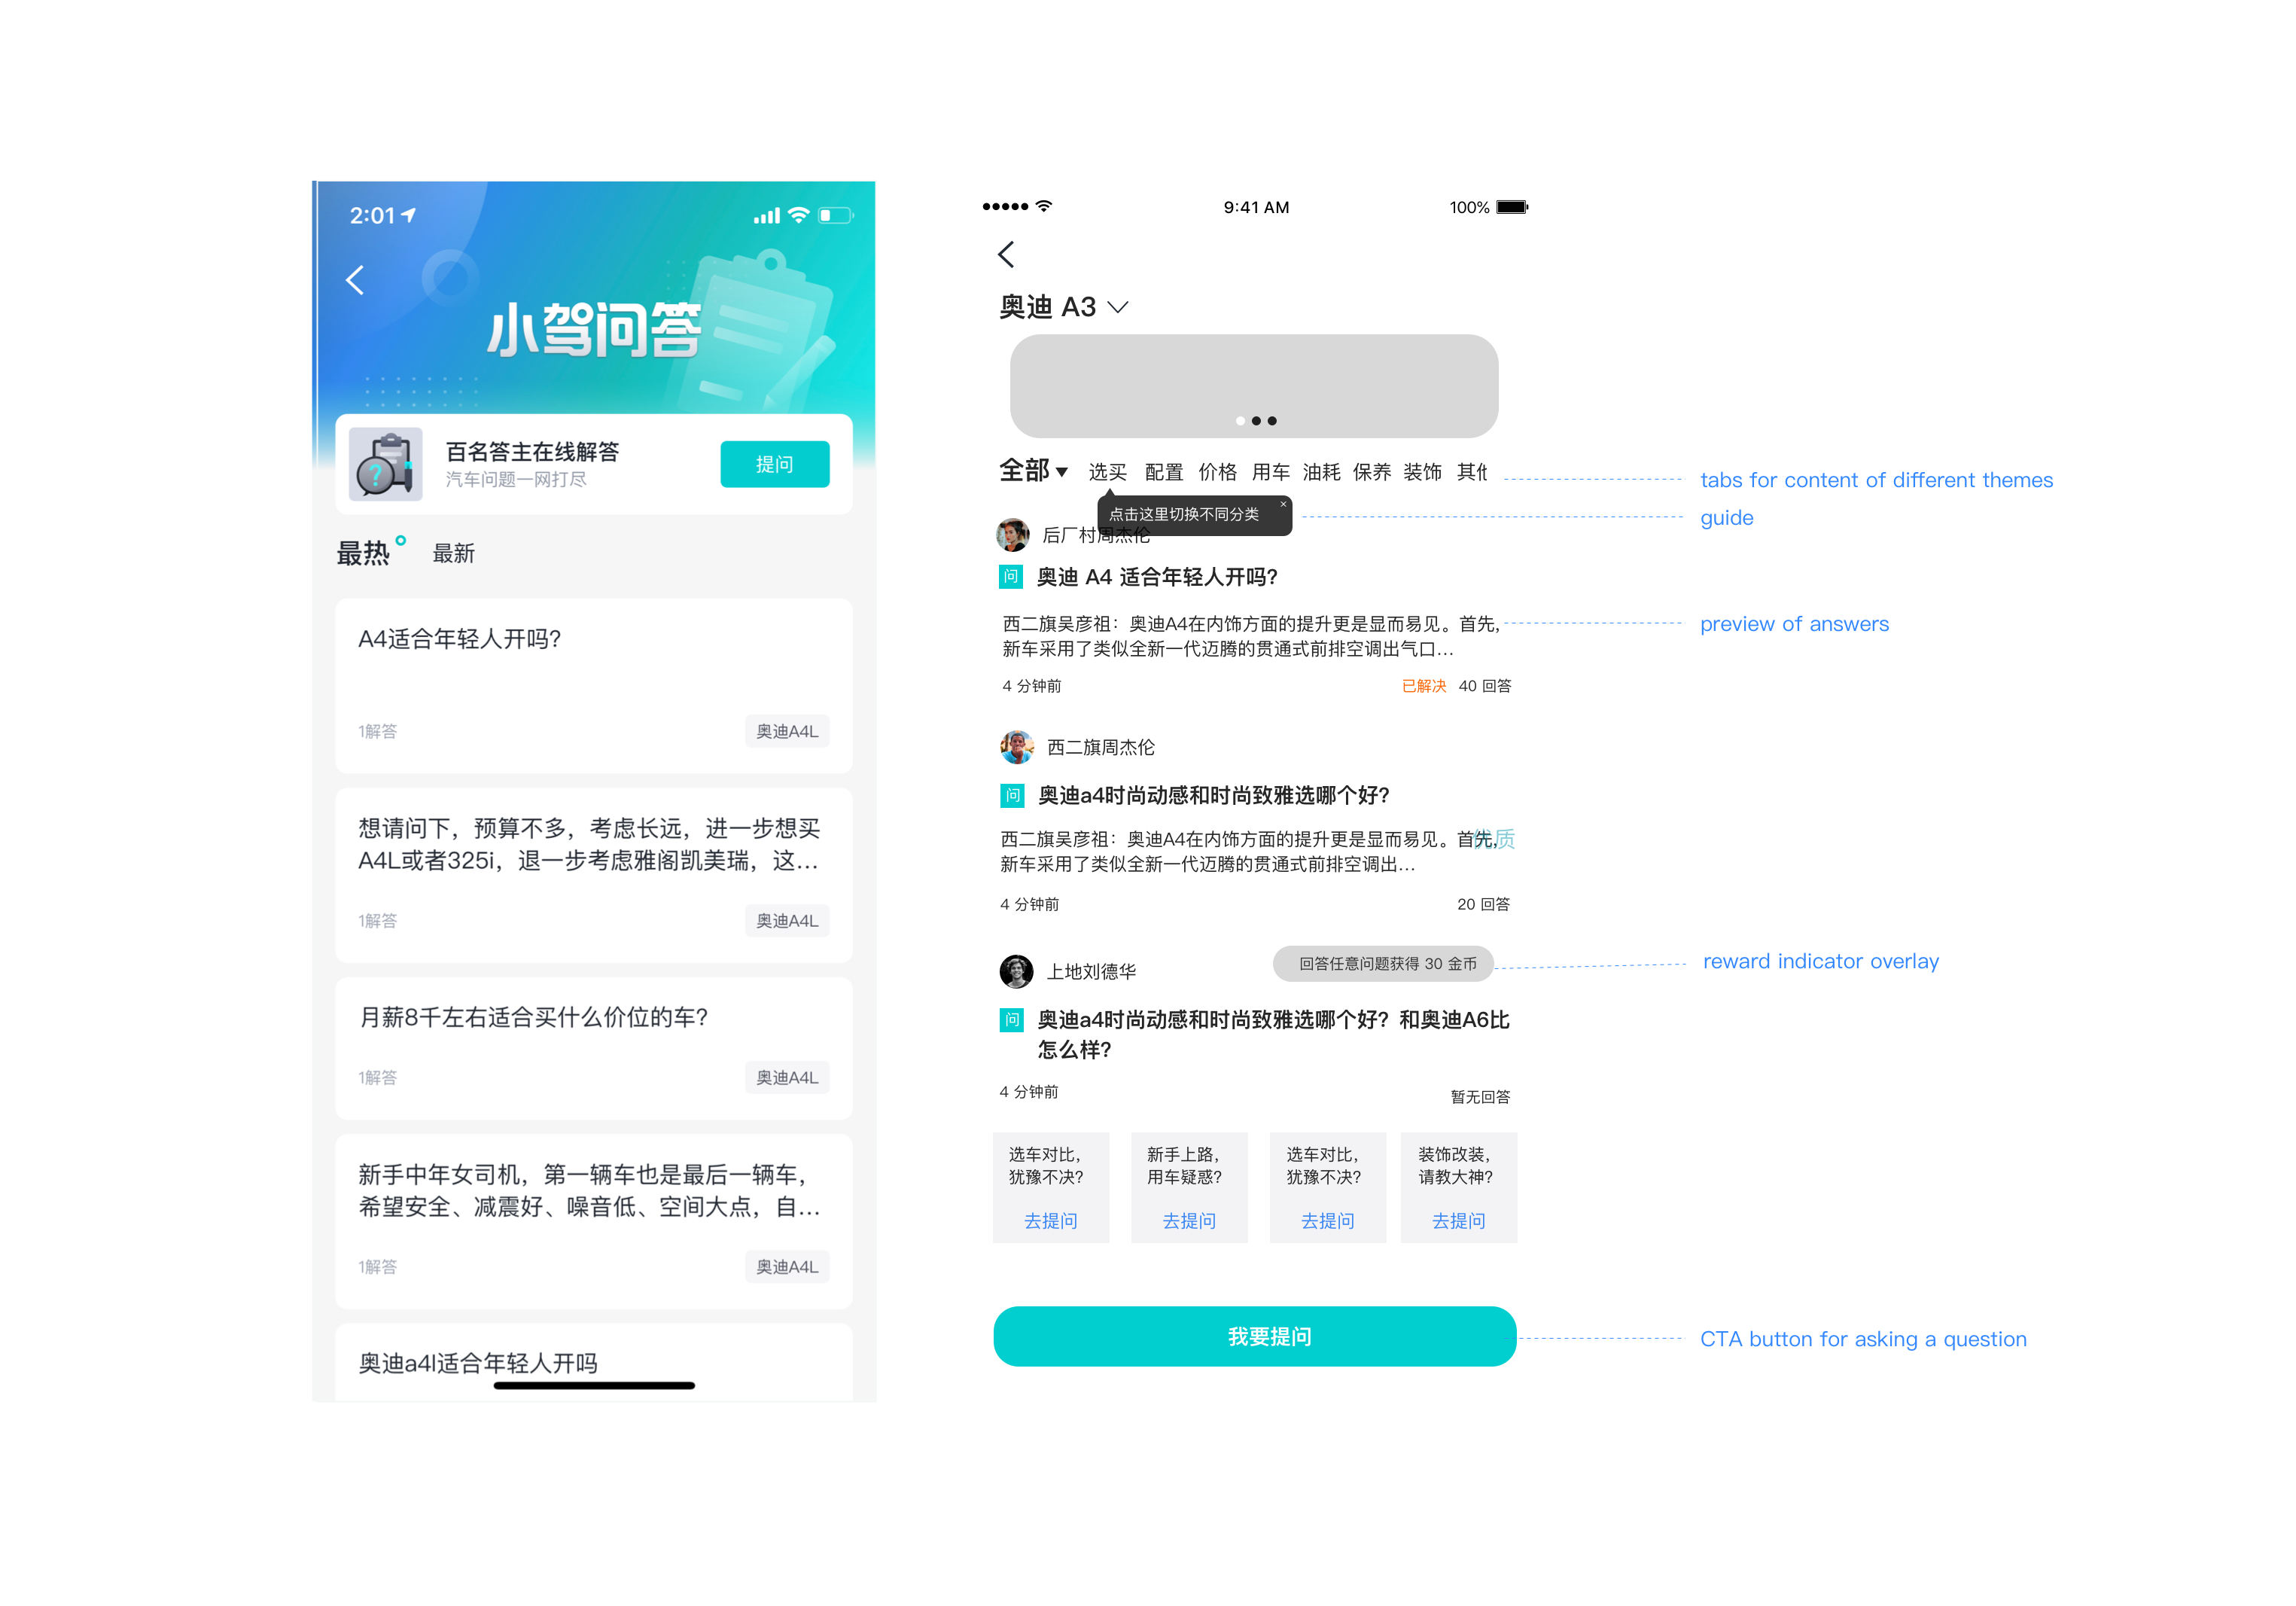 2:01
小驾问答
百名答主在线解答
汽车问题一网打尽
提问
最热 最新
A4适合年轻人开吗?
1解答 奥迪A4L
想请问下，预算不多，考虑长远，进一步想买
A4L或者325i，退一步考虑雅阁凯美瑞，这...
1解答 奥迪A4L
月薪8千左右适合买什么价位的车?
1解答 奥迪A4L
新手中年女司机，第一辆车也是最后一辆车，
希望安全、减震好、噪音低、空间大点，自...
1解答 奥迪A4L
奥迪a4l适合年轻人开吗
9:41 AM 100%
奥迪 A3
全部 选买 配置 价格 用车 油耗 保养 装饰 其他
点击这里切换不同分类 ×
后厂村周杰伦
问 奥迪 A4 适合年轻人开吗?
西二旗吴彦祖：奥迪A4在内饰方面的提升更是显而易见。首先,
新车采用了类似全新一代迈腾的贯通式前排空调出气口...
4 分钟前 已解决 40 回答
西二旗周杰伦
问 奥迪a4时尚动感和时尚致雅选哪个好?
西二旗吴彦祖：奥迪A4在内饰方面的提升更是显而易见。首先,
优质
新车采用了类似全新一代迈腾的贯通式前排空调出...
4 分钟前 20 回答
上地刘德华
回答任意问题获得 30 金币
问 奥迪a4时尚动感和时尚致雅选哪个好? 和奥迪A6比
怎么样?
4 分钟前 暂无回答
选车对比，
犹豫不决?
去提问
新手上路，
用车疑惑?
去提问
选车对比，
犹豫不决?
去提问
装饰改装，
请教大神?
去提问
我要提问
tabs for content of different themes
guide
preview of answers
reward indicator overlay
CTA button for asking a question